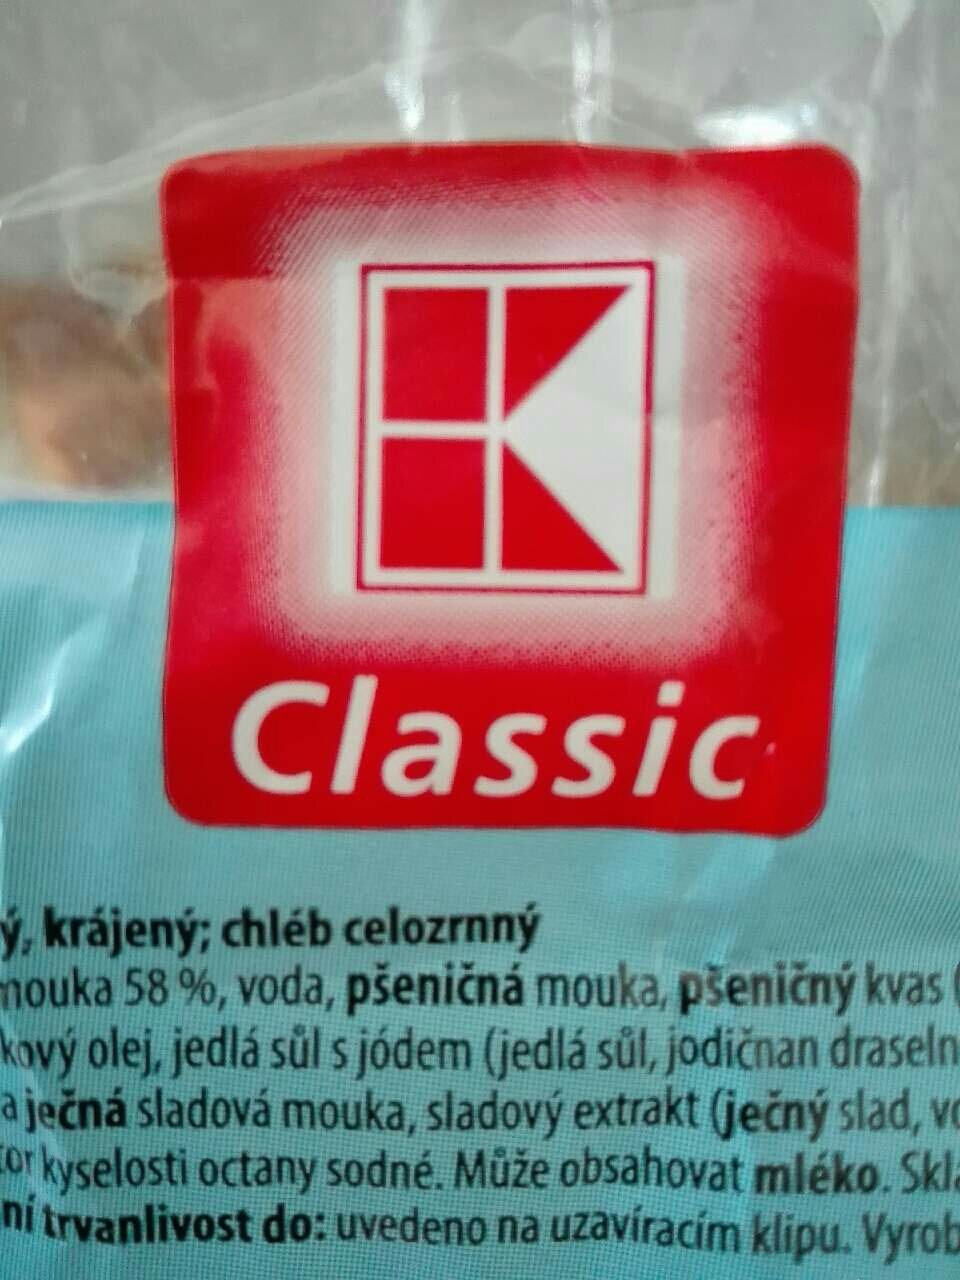 Classic
ý, krájený; chléb celozrnný
mouka 58 %, voda, pšeničná mouka, pšeničný kvas (
kový olej, jedlá sůl s jódem (jedlá sůl, jodičnan draseln
a ječná sladová mouka, sladový extrakt (ječný slad, vo
tor kyselosti octany sodné. Může obsahovat mléko. Skla
ní trvanlivost do: uvedeno na uzavíracím klipu. Vyrob